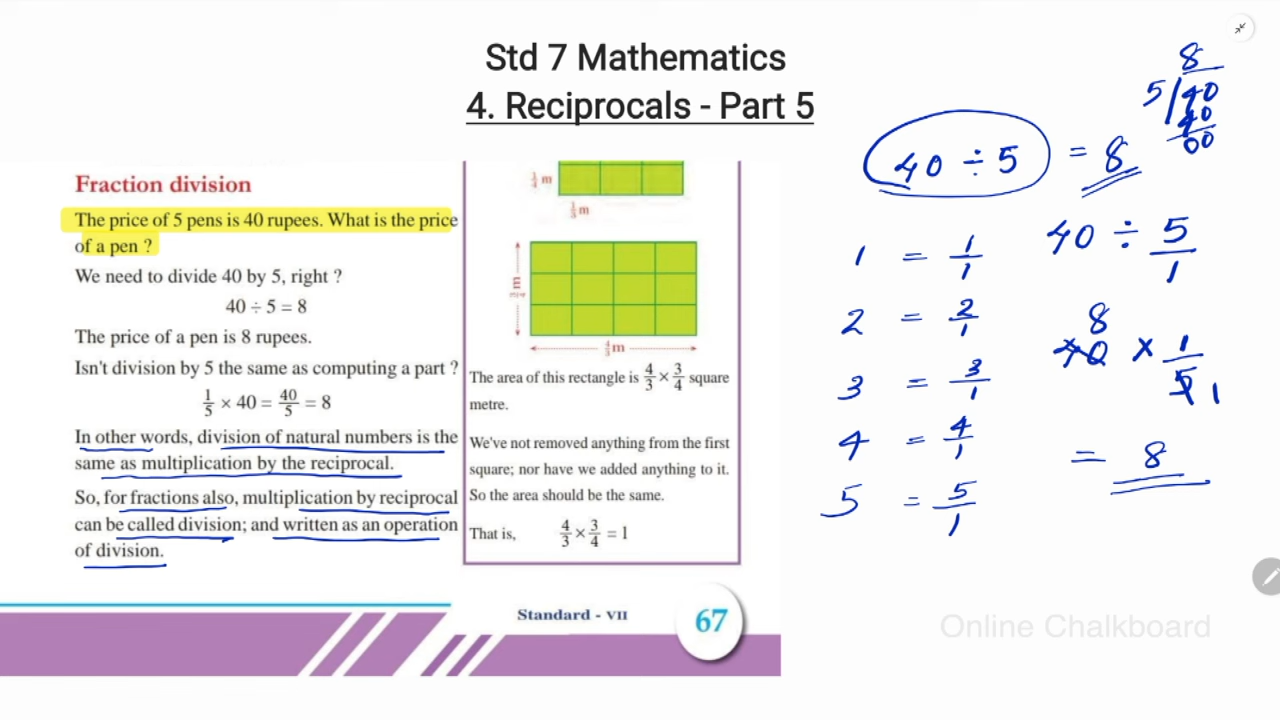 Std 7 Mathematics
4. Reciprocals - Part 5
Fraction division
The price of 5 pens is 40 rupees. What is the price
of a pen ?
We need to divide 40 by 5, right ?
40 ÷ 5 = 8
The price of a pen is 8 rupees.
Isn't division by 5 the same as computing a part ?
1/5 × 40 = 40/5 = 8
In other words, division of natural numbers is the
same as multiplication by the reciprocal.
So, for fractions also, multiplication by reciprocal
can be called division; and written as an operation
of division.
1/4 m
1/3 m
m
4/3 m
The area of this rectangle is 4/3 × 3/4 square
metre.
We've not removed anything from the first
square; nor have we added anything to it.
So the area should be the same.
That is, 4/3 × 3/4 = 1
Standard - VII
67
40 ÷ 5 = 8
8
5 40
40
00
1 = 1/1
2 = 2/1
3 = 3/1
4 = 4/1
5 = 5/1
40 ÷ 5/1
8
40 × 1/5 1
= 8
Online Chalkboard